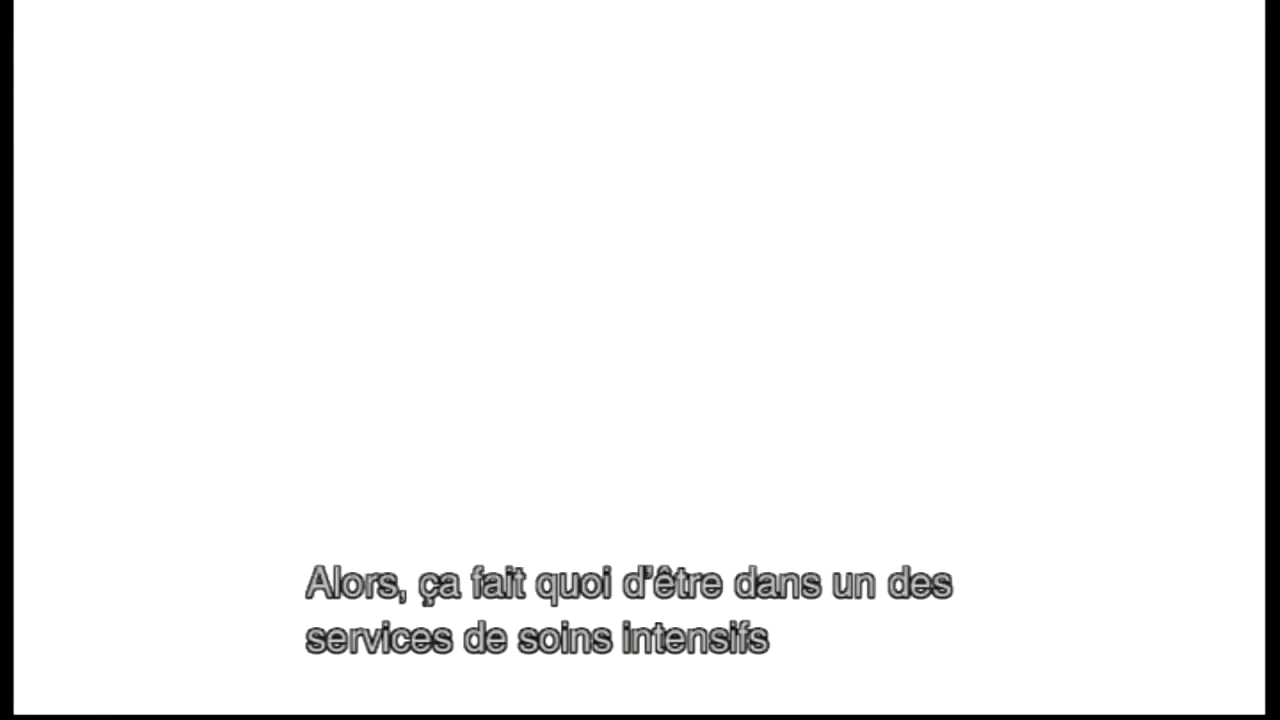 Alors, ça fait quoi d'être dans un des
services de soins intensifs